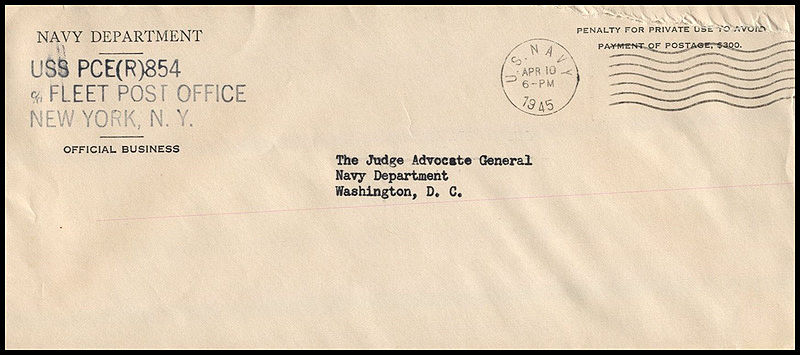 NAVY DEPARTMENT
USS PCE(R)854
c/o FLEET POST OFFICE
NEW YORK, N. Y.
OFFICIAL BUSINESS
U.S. NAVY
APR 10
6-PM
1945
PENALTY FOR PRIVATE USE TO AVOID
PAYMENT OF POSTAGE, $300.
The Judge Advocate General
Navy Department
Washington, D. C.